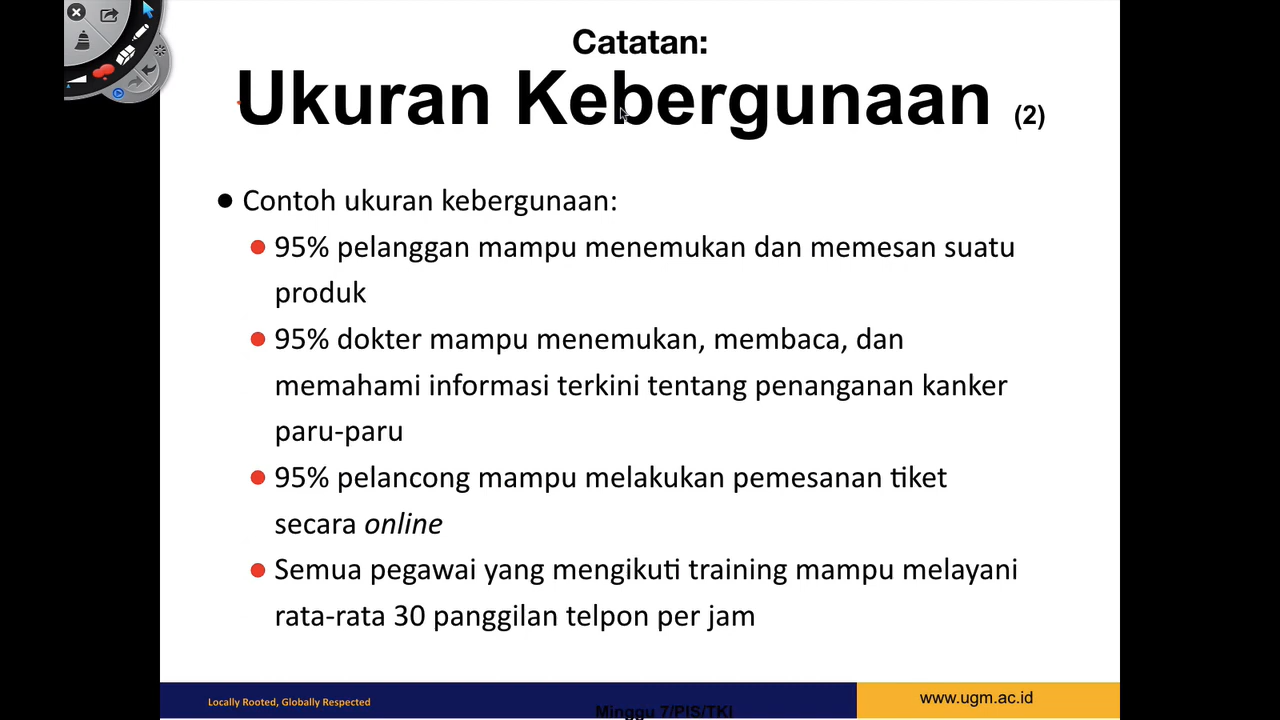 Catatan:
Ukuran Kebergunaan (2)
Contoh ukuran kebergunaan:
95% pelanggan mampu menemukan dan memesan suatu
produk
95% dokter mampu menemukan, membaca, dan
memahami informasi terkini tentang penanganan kanker
paru-paru
95% pelancong mampu melakukan pemesanan tiket
secara online
Semua pegawai yang mengikuti training mampu melayani
rata-rata 30 panggilan telpon per jam
Locally Rooted, Globally Respected
www.ugm.ac.id
Minggu 7/PIS/TKI